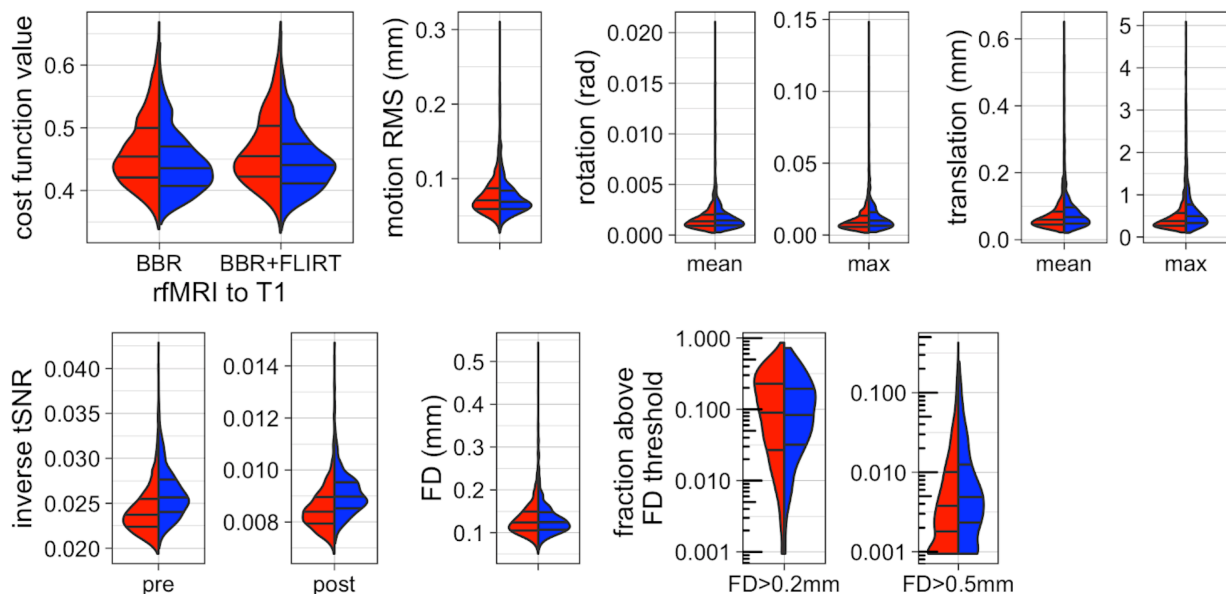 cost function value
0.6
0.5
0.4
BBR
BBR+FLIRT
rfMRI to T1
motion RMS (mm)
0.3
0.2
0.1
rotation (rad)
0.020
0.015
0.010
0.005
0.000
mean
0.15
0.10
0.05
0.00
max
translation (mm)
0.6
0.4
0.2
0.0
mean
5
4
3
2
1
0
max
inverse tSNR
0.040
0.035
0.030
0.025
0.020
pre
0.014
0.012
0.010
0.008
post
FD (mm)
0.5
0.4
0.3
0.2
0.1
fraction above
FD threshold
1.000
0.100
0.010
0.001
FD>0.2mm
0.100
0.010
0.001
FD>0.5mm